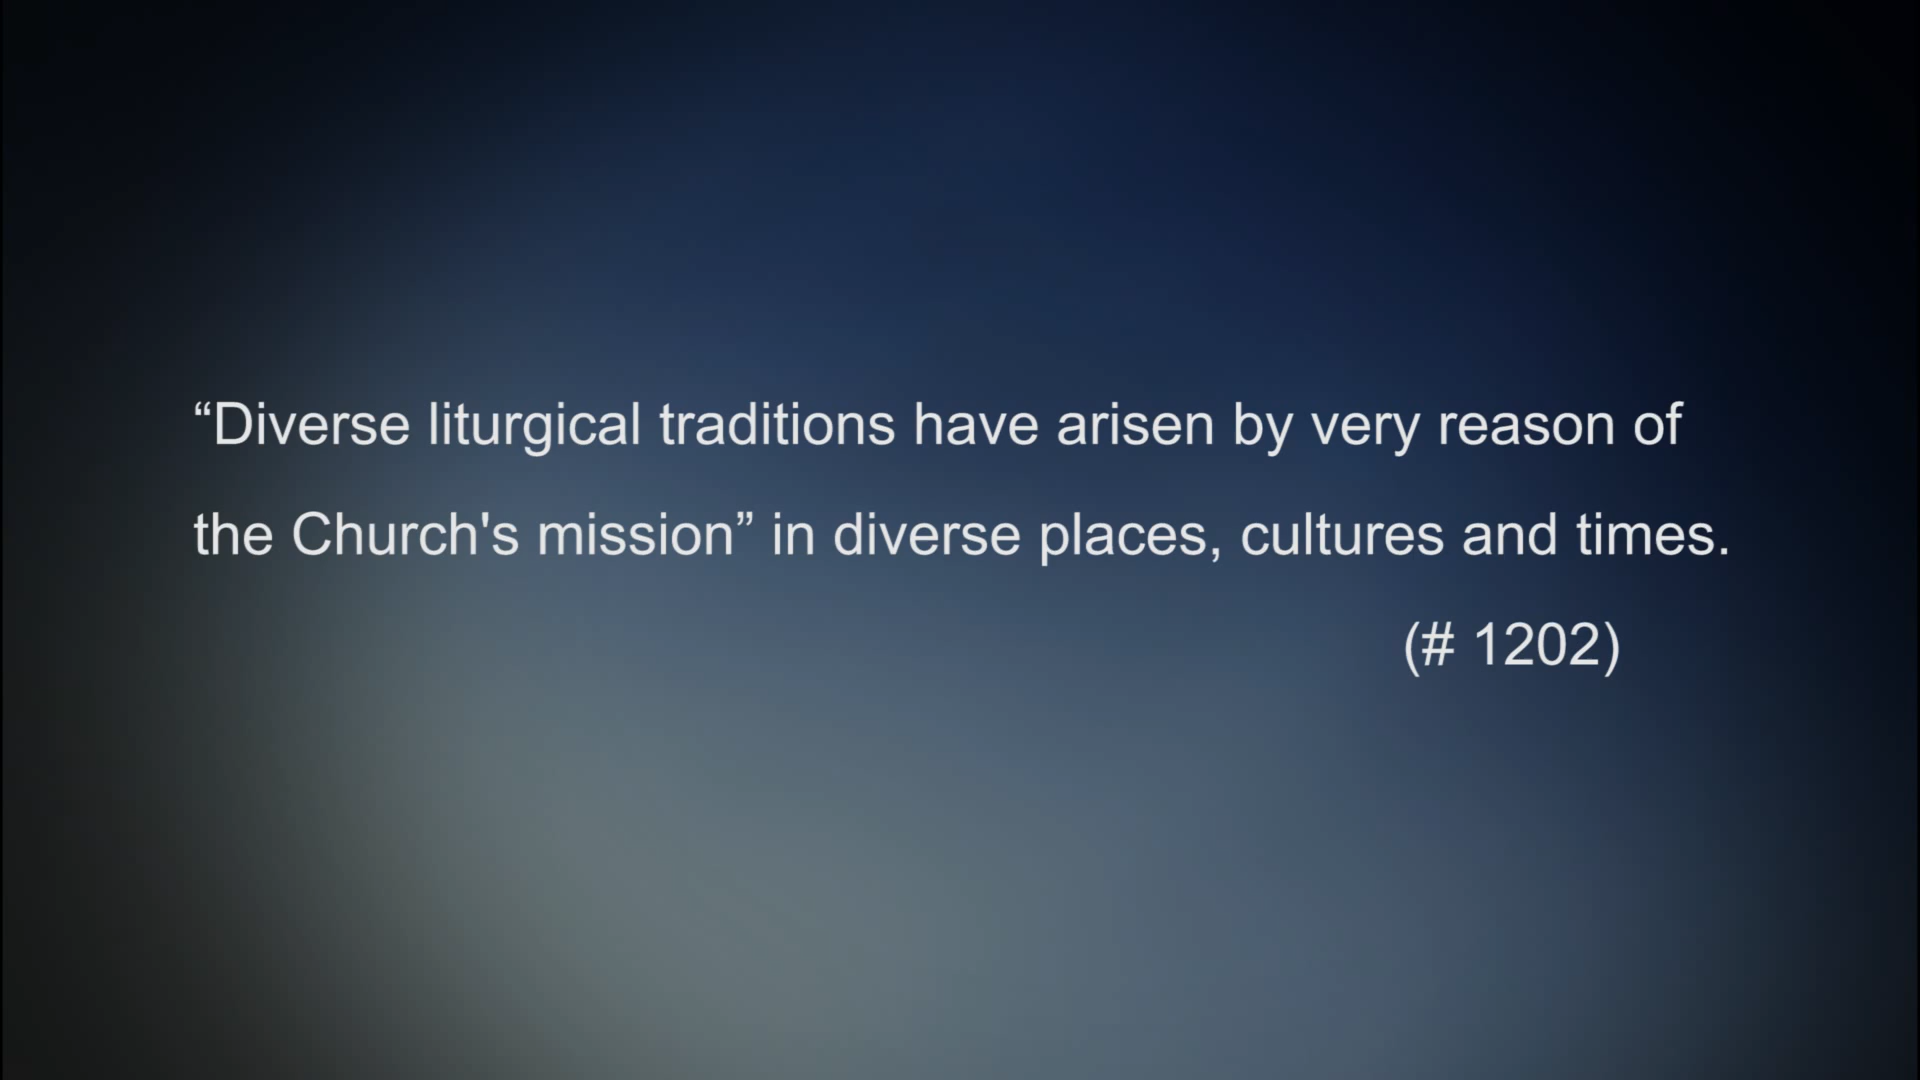 “Diverse liturgical traditions have arisen by very reason of
the Church's mission” in diverse places, cultures and times.
(# 1202)